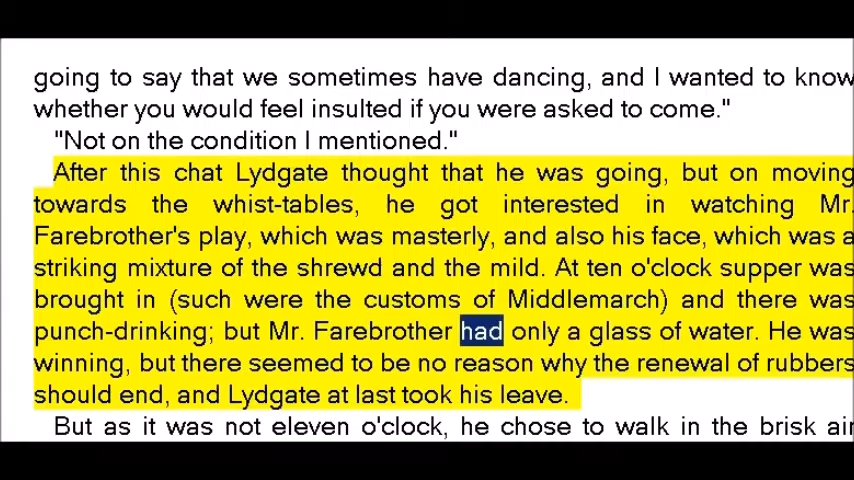 going to say that we sometimes have dancing, and I wanted to know
whether you would feel insulted if you were asked to come."
"Not on the condition I mentioned."
After this chat Lydgate thought that he was going, but on moving
towards the whist-tables, he got interested in watching Mr.
Farebrother's play, which was masterly, and also his face, which was a
striking mixture of the shrewd and the mild. At ten o'clock supper was
brought in (such were the customs of Middlemarch) and there was
punch-drinking; but Mr. Farebrother had only a glass of water. He was
winning, but there seemed to be no reason why the renewal of rubbers
should end, and Lydgate at last took his leave.
But as it was not eleven o'clock, he chose to walk in the brisk air